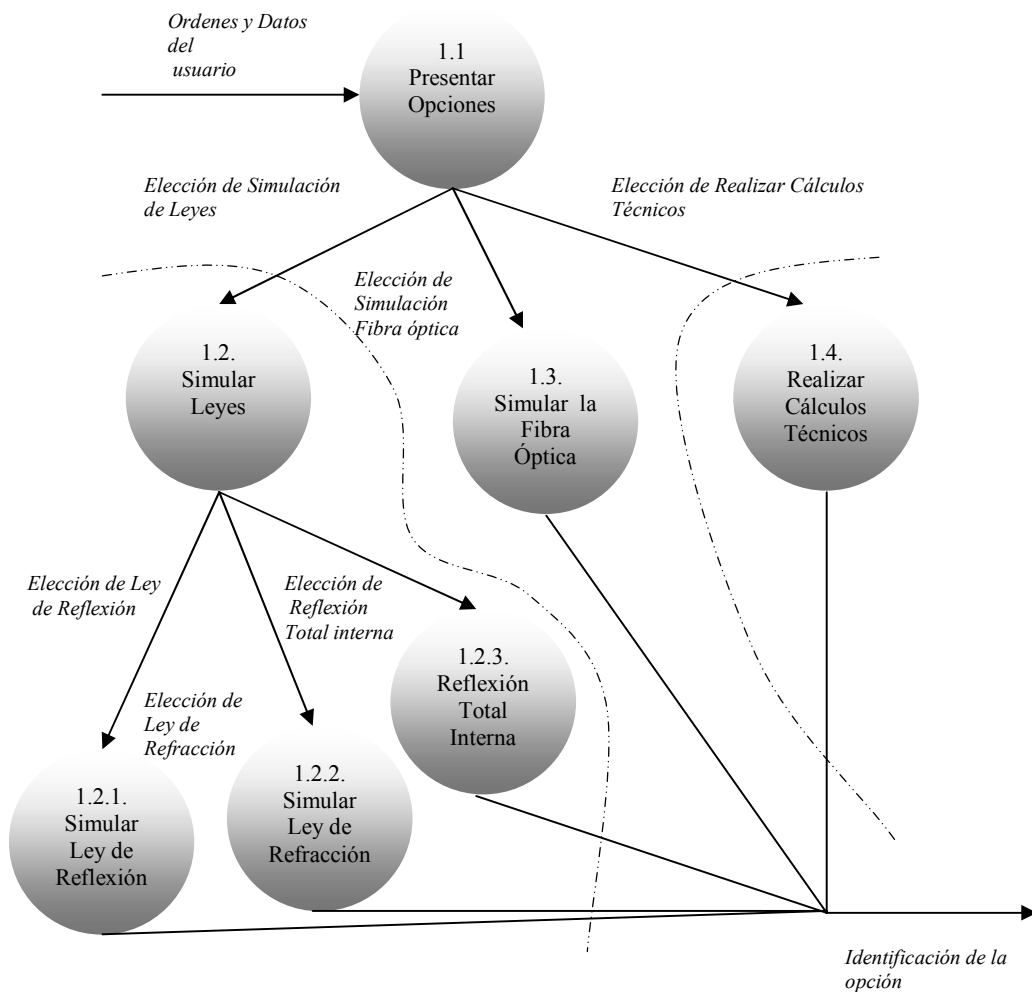 Ordenes y Datos
del
usuario
1.1
Presentar
Opciones
Elección de Simulación
de Leyes
Elección de Realizar Cálculos
Técnicos
Elección de
Simulación
Fibra óptica
1.2.
Simular
Leyes
1.3.
Simular la
Fibra
Óptica
1.4.
Realizar
Cálculos
Técnicos
Elección de Ley
de Reflexión
Elección de
Reflexión
Total interna
1.2.3.
Reflexión
Total
Interna
Elección de
Ley de
Refracción
1.2.1.
Simular
Ley de
Reflexión
1.2.2.
Simular
Ley de
Refracción
Identificación de la
opción